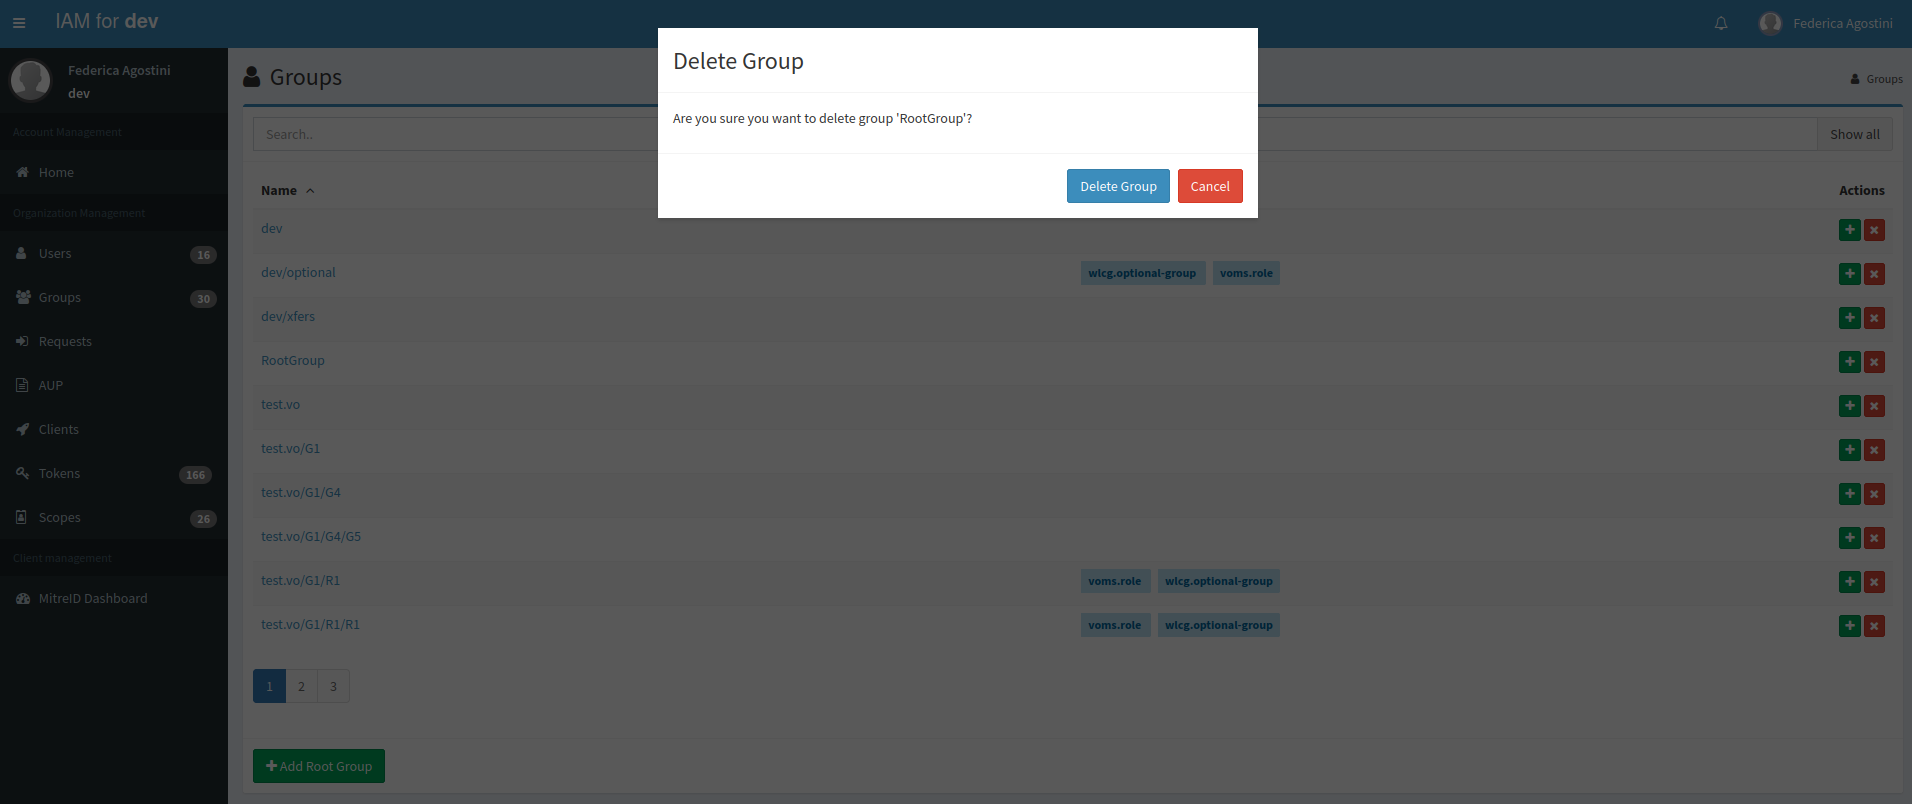 IAM for dev
Federica Agostini
Federica Agostini
dev
Account Management
Home
Organization Management
Users 16
Groups 30
Requests
AUP
Clients
Tokens 166
Scopes 26
Client management
MitreID Dashboard
Groups
Groups
Search..
Show all
Delete Group
Are you sure you want to delete group 'RootGroup'?
Delete Group Cancel
Name Actions
dev
dev/optional wlcg.optional-group voms.role
dev/xfers
RootGroup
test.vo
test.vo/G1
test.vo/G1/G4
test.vo/G1/G4/G5
test.vo/G1/R1 voms.role wlcg.optional-group
test.vo/G1/R1/R1 voms.role wlcg.optional-group
1 2 3
Add Root Group